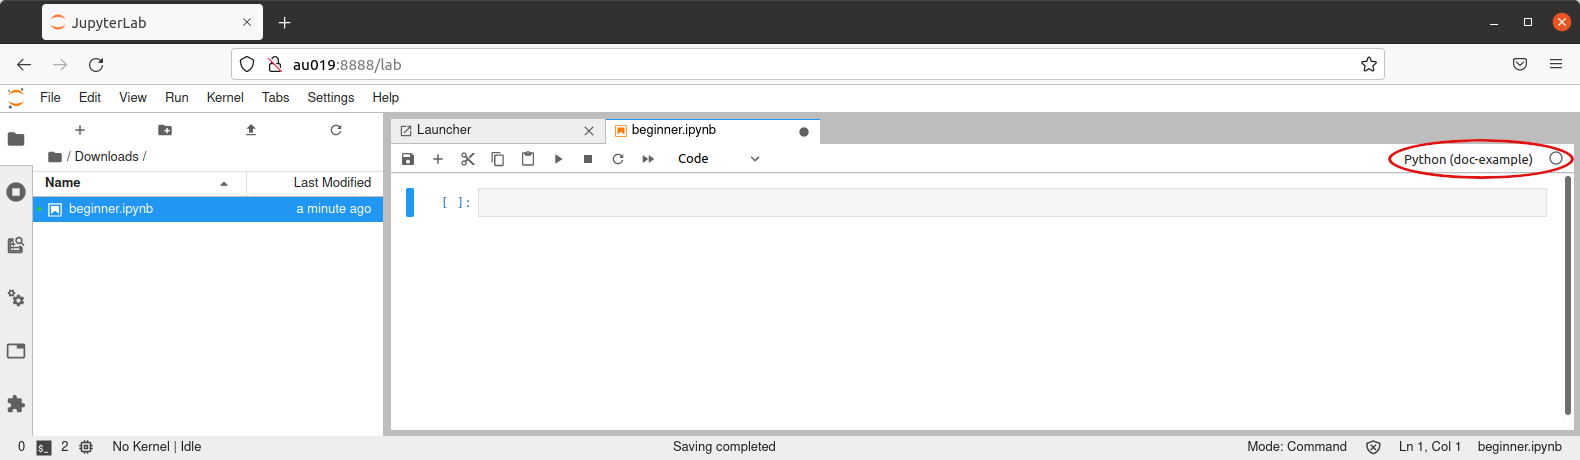 JupyterLab
au019:8888/lab
File Edit View Run Kernel Tabs Settings Help
/ Downloads /
Name Last Modified
beginner.ipynb a minute ago
Launcher beginner.ipynb
Code Python (doc-example)
[ ]:
0 $_ 2 No Kernel | Idle Saving completed Mode: Command Ln 1, Col 1 beginner.ipynb